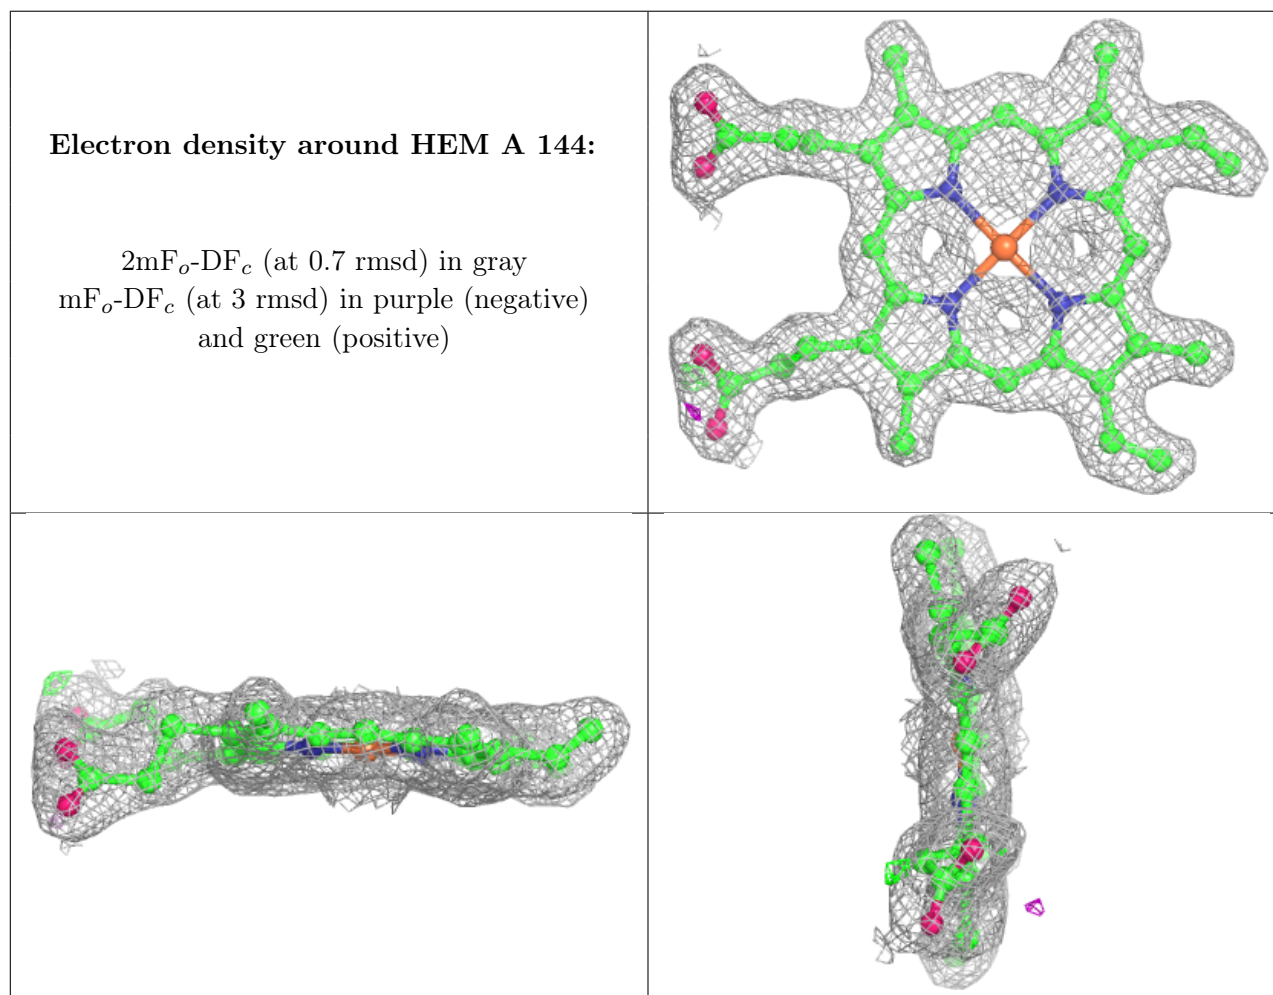 Electron density around HEM A 144:
2mFo-DFc (at 0.7 rmsd) in gray
mFo-DFc (at 3 rmsd) in purple (negative)
and green (positive)